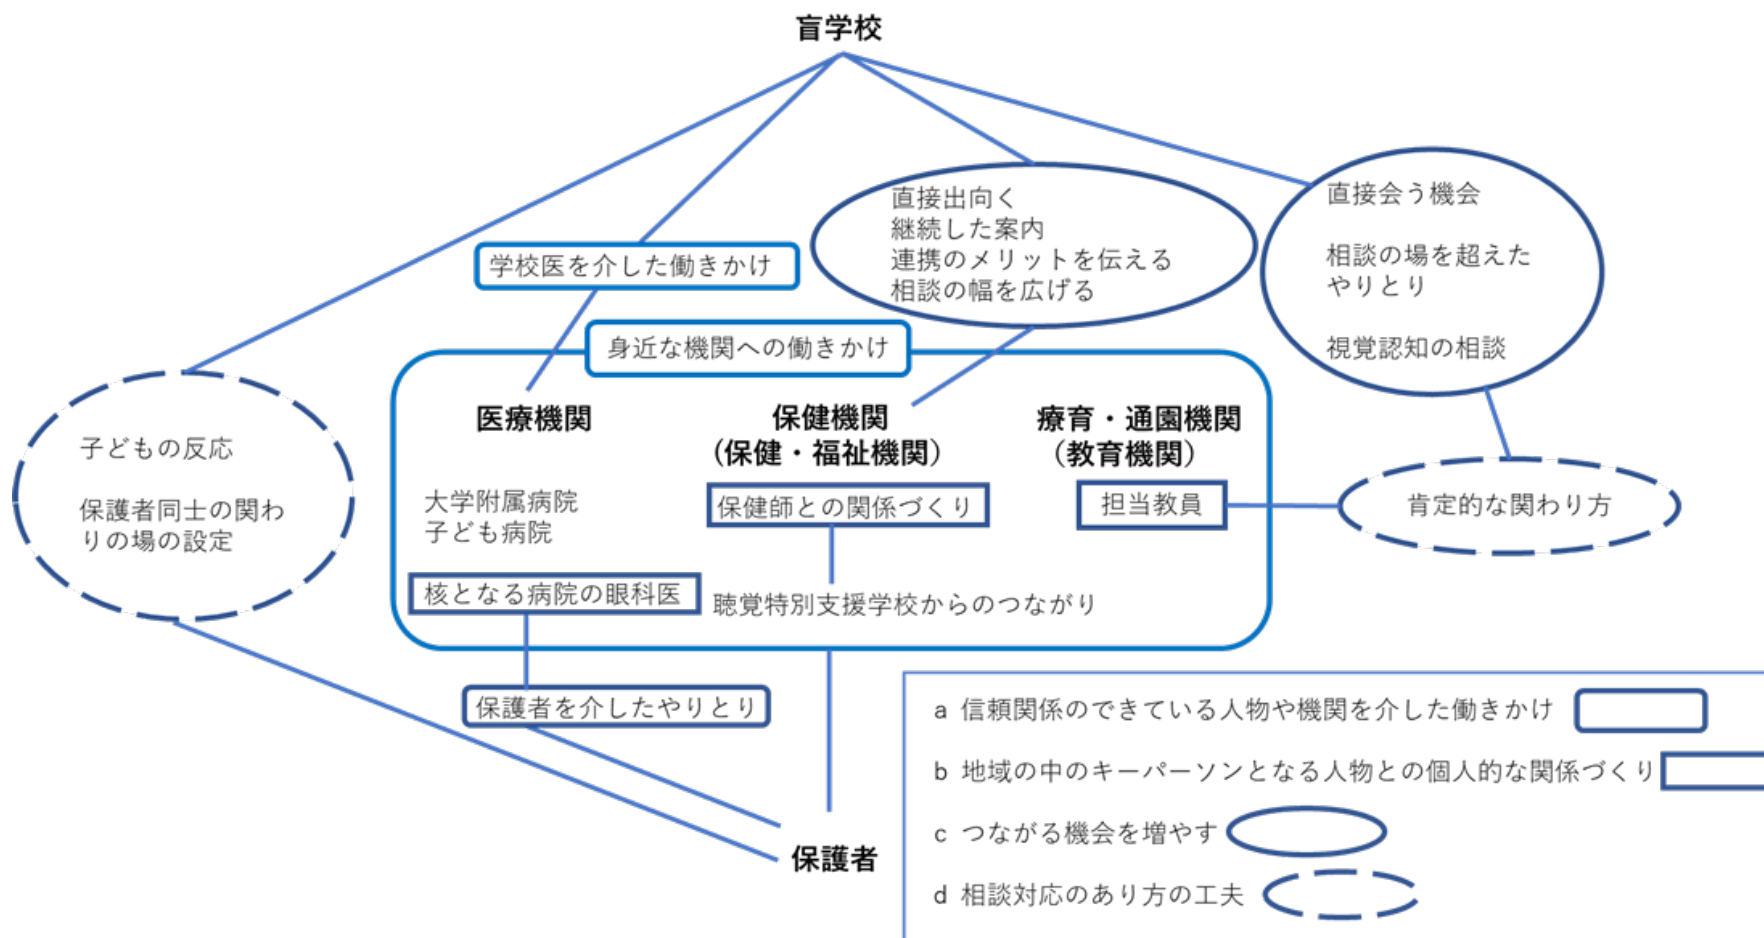 盲学校
直接出向く
継続した案内
連携のメリットを伝える
相談の幅を広げる
直接会う機会
相談の場を超えた
やりとり
視覚認知の相談
学校医を介した働きかけ
身近な機関への働きかけ
子どもの反応
保護者同士の関わ
りの場の設定
医療機関
大学附属病院
子ども病院
核となる病院の眼科医
保健機関
（保健・福祉機関）
保健師との関係づくり
聴覚特別支援学校からのつながり
療育・通園機関
（教育機関）
担当教員
肯定的な関わり方
保護者を介したやりとり
保護者
a 信頼関係のできている人物や機関を介した働きかけ
b 地域の中のキーパーソンとなる人物との個人的な関係づくり
c つながる機会を増やす
d 相談対応のあり方の工夫